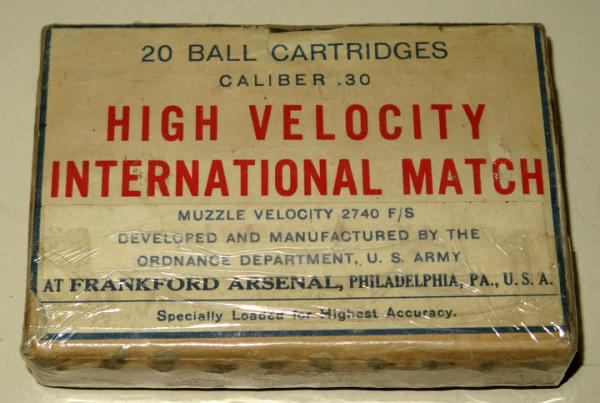 20 BALL CARTRIDGES
CALIBER .30
HIGH VELOCITY
INTERNATIONAL MATCH
MUZZLE VELOCITY 2740 F/S
DEVELOPED AND MANUFACTURED BY THE
ORDNANCE DEPARTMENT, U. S. ARMY
AT FRANKFORD ARSENAL, PHILADELPHIA, PA., U. S. A.
Specially Loaded for Highest Accuracy.